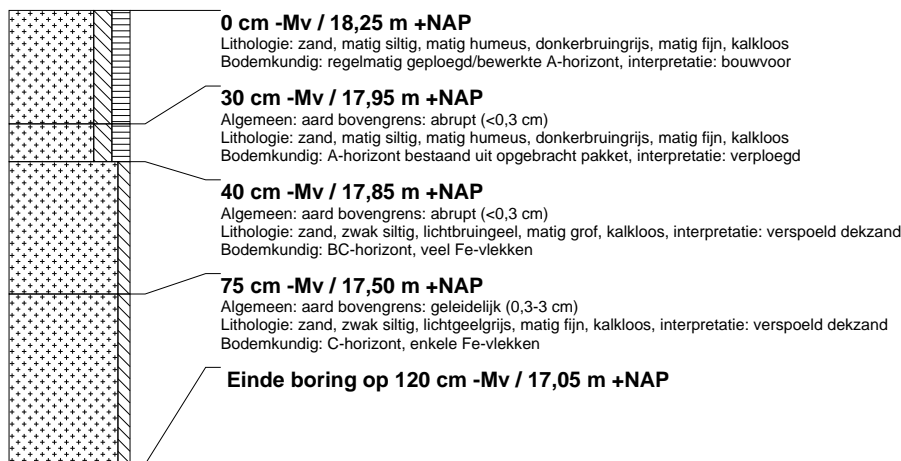 0 cm -Mv / 18,25 m +NAP
Lithologie: zand, matig siltig, matig humeus, donkerbruingrijs, matig fijn, kalkloos
Bodemkundig: regelmatig geploegd/bewerkte A-horizont, interpretatie: bouwvoor
30 cm -Mv / 17,95 m +NAP
Algemeen: aard bovengrens: abrupt (<0,3 cm)
Lithologie: zand, matig siltig, matig humeus, donkerbruingrijs, matig fijn, kalkloos
Bodemkundig: A-horizont bestaand uit opgebracht pakket, interpretatie: verploegd
40 cm -Mv / 17,85 m +NAP
Algemeen: aard bovengrens: abrupt (<0,3 cm)
Lithologie: zand, zwak siltig, lichtbruingeel, matig grof, kalkloos, interpretatie: verspoeld dekzand
Bodemkundig: BC-horizont, veel Fe-vlekken
75 cm -Mv / 17,50 m +NAP
Algemeen: aard bovengrens: geleidelijk (0,3-3 cm)
Lithologie: zand, zwak siltig, lichtgeelgrijs, matig fijn, kalkloos, interpretatie: verspoeld dekzand
Bodemkundig: C-horizont, enkele Fe-vlekken
Einde boring op 120 cm -Mv / 17,05 m +NAP